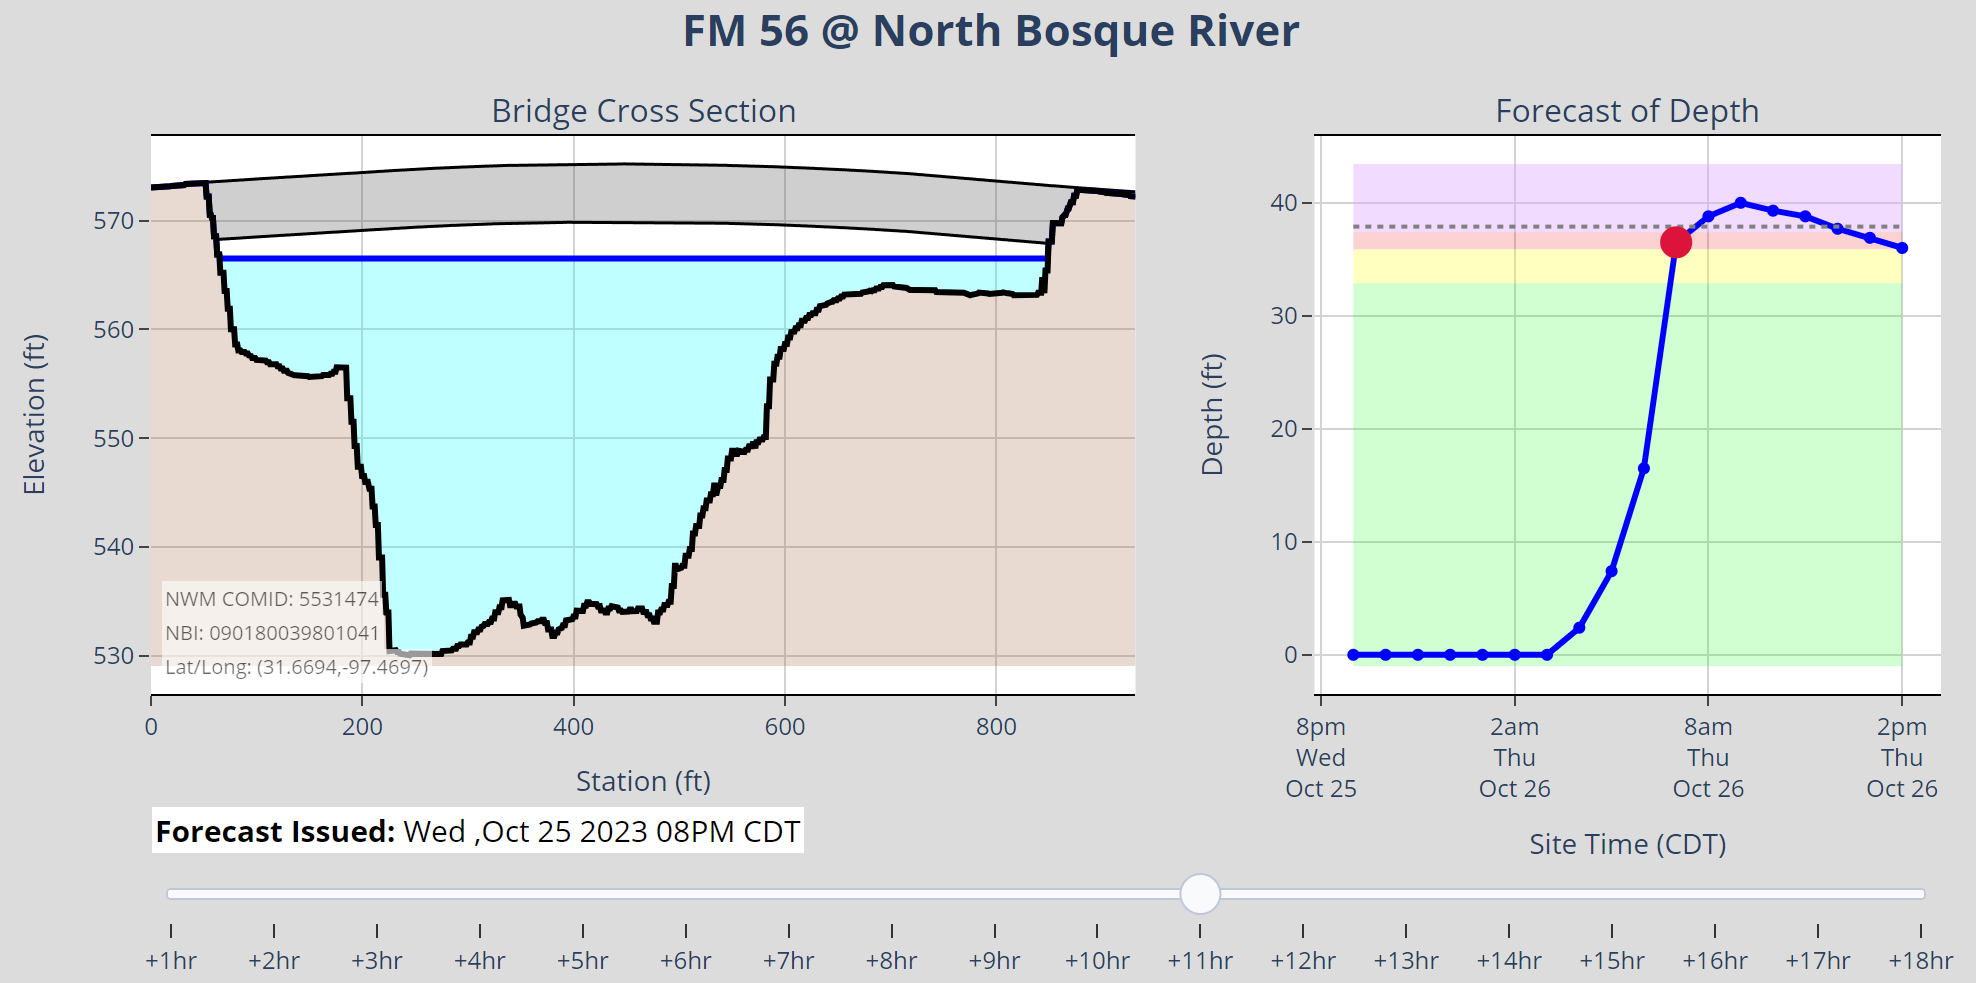 FM 56 @ North Bosque River
Bridge Cross Section
Elevation (ft)
570
560
550
540
530
NWM COMID: 5531474
NBI: 090180039801041
Lat/Long: (31.6694,-97.4697)
0 200 400 600 800
Station (ft)
Forecast of Depth
Depth (ft)
40
30
20
10
0
8pm 2am 8am 2pm
Wed Thu Thu Thu
Oct 25 Oct 26 Oct 26 Oct 26
Site Time (CDT)
Forecast Issued: Wed ,Oct 25 2023 08PM CDT
+1hr +2hr +3hr +4hr +5hr +6hr +7hr +8hr +9hr +10hr +11hr +12hr +13hr +14hr +15hr +16hr +17hr +18hr